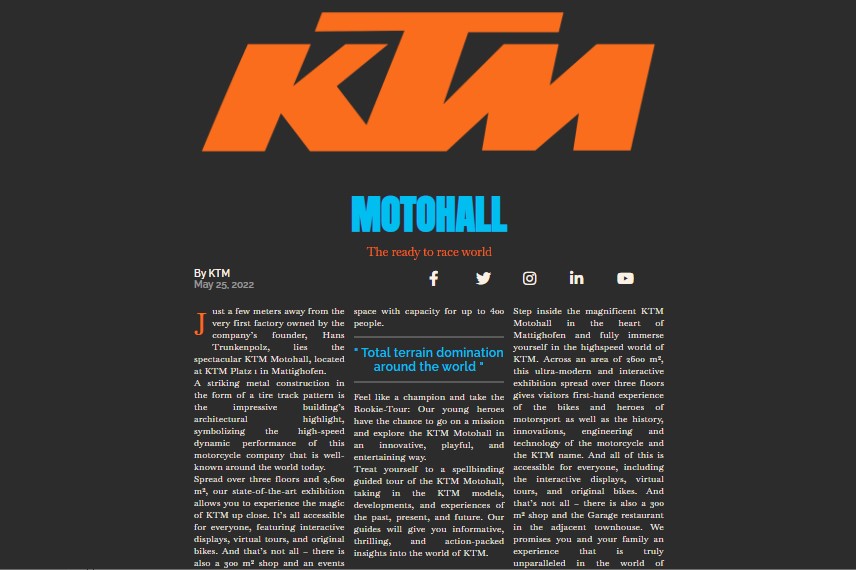 KTM
MOTOHALL
The ready to race world
By KTM
May 25, 2022
Just a few meters away from the
very first factory owned by the
company's founder, Hans
Trunkenpolz, lies the
spectacular KTM Motohall, located
at KTM Platz 1 in Mattighofen.
A striking metal construction in
the form of a tire track pattern is
the impressive building's
architectural highlight,
symbolizing the high-speed
dynamic performance of this
motorcycle company that is well-
known around the world today.
Spread over three floors and 2,600
m², our state-of-the-art exhibition
allows you to experience the magic
of KTM up close. It's all accessible
for everyone, featuring interactive
displays, virtual tours, and original
bikes. And that's not all – there is
also a 300 m² shop and an events
space with capacity for up to 400
people.
" Total terrain domination
around the world "
Feel like a champion and take the
Rookie-Tour: Our young heroes
have the chance to go on a mission
and explore the KTM Motohall in
an innovative, playful, and
entertaining way.
Treat yourself to a spellbinding
guided tour of the KTM Motohall,
taking in the KTM models,
developments, and experiences of
the past, present, and future. Our
guides will give you informative,
thrilling, and action-packed
insights into the world of KTM.
Step inside the magnificent KTM
Motohall in the heart of
Mattighofen and fully immerse
yourself in the highspeed world of
KTM. Across an area of 2600 m²,
this ultra-modern and interactive
exhibition spread over three floors
gives visitors first-hand experience
of the bikes and heroes of
motorsport as well as the history,
innovations, engineering and
technology of the motorcycle and
the KTM name. And all of this is
accessible for everyone, including
the interactive displays, virtual
tours, and original bikes. And
that's not all – there is also a 300
m² shop and the Garage restaurant
in the adjacent townhouse. We
promises you and your family an
experience that is truly
unparalleled in the world of